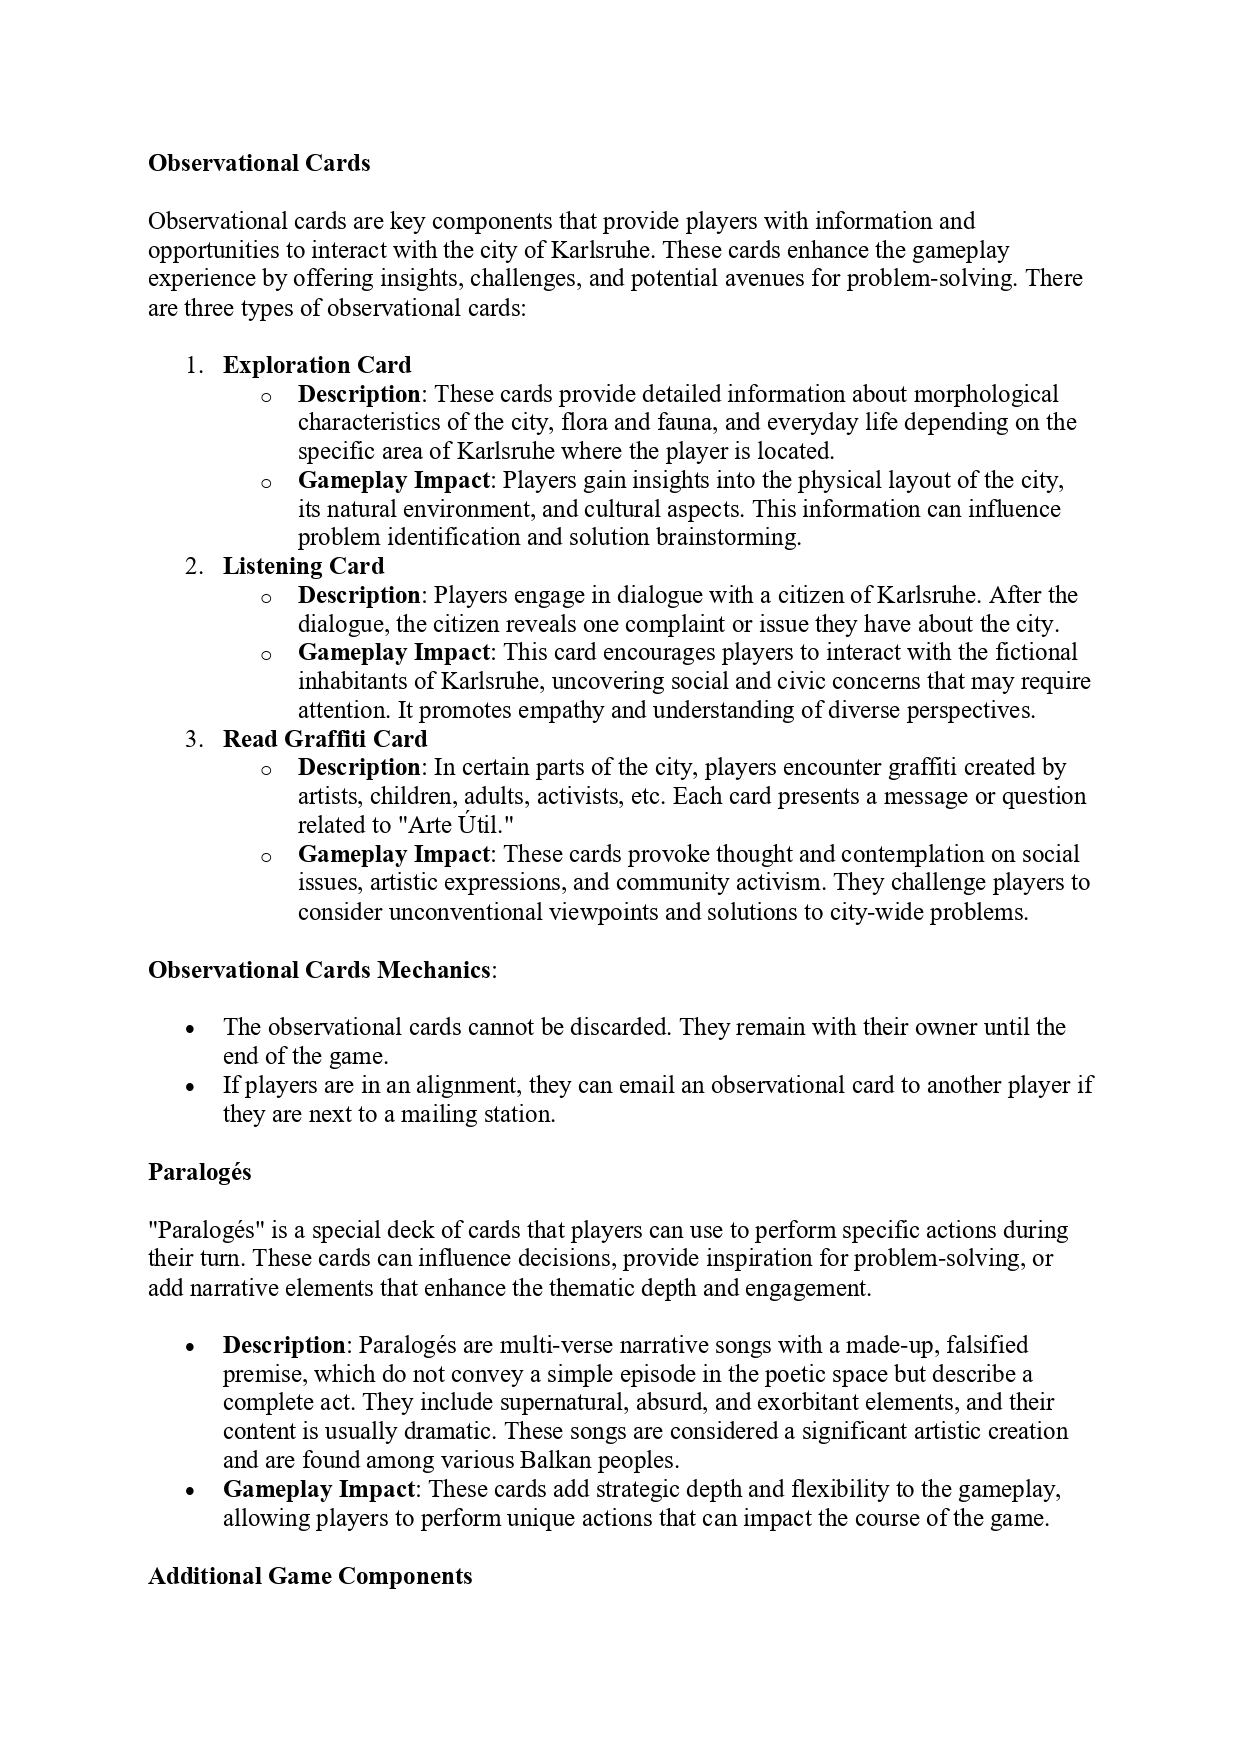 Observational Cards
Observational cards are key components that provide players with information and
opportunities to interact with the city of Karlsruhe. These cards enhance the gameplay
experience by offering insights, challenges, and potential avenues for problem-solving. There
are three types of observational cards:
1. Exploration Card
o Description: These cards provide detailed information about morphological
characteristics of the city, flora and fauna, and everyday life depending on the
specific area of Karlsruhe where the player is located.
o Gameplay Impact: Players gain insights into the physical layout of the city,
its natural environment, and cultural aspects. This information can influence
problem identification and solution brainstorming.
2. Listening Card
o Description: Players engage in dialogue with a citizen of Karlsruhe. After the
dialogue, the citizen reveals one complaint or issue they have about the city.
o Gameplay Impact: This card encourages players to interact with the fictional
inhabitants of Karlsruhe, uncovering social and civic concerns that may require
attention. It promotes empathy and understanding of diverse perspectives.
3. Read Graffiti Card
o Description: In certain parts of the city, players encounter graffiti created by
artists, children, adults, activists, etc. Each card presents a message or question
related to "Arte Útil."
o Gameplay Impact: These cards provoke thought and contemplation on social
issues, artistic expressions, and community activism. They challenge players to
consider unconventional viewpoints and solutions to city-wide problems.
Observational Cards Mechanics:
• The observational cards cannot be discarded. They remain with their owner until the
end of the game.
• If players are in an alignment, they can email an observational card to another player if
they are next to a mailing station.
Paralogés
"Paralogés" is a special deck of cards that players can use to perform specific actions during
their turn. These cards can influence decisions, provide inspiration for problem-solving, or
add narrative elements that enhance the thematic depth and engagement.
• Description: Paralogés are multi-verse narrative songs with a made-up, falsified
premise, which do not convey a simple episode in the poetic space but describe a
complete act. They include supernatural, absurd, and exorbitant elements, and their
content is usually dramatic. These songs are considered a significant artistic creation
and are found among various Balkan peoples.
• Gameplay Impact: These cards add strategic depth and flexibility to the gameplay,
allowing players to perform unique actions that can impact the course of the game.
Additional Game Components